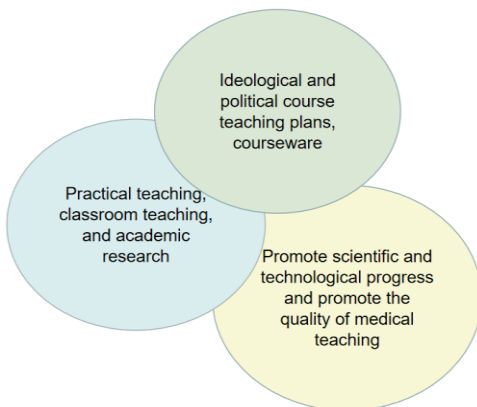 Ideological and
political course
teaching plans,
courseware
Practical teaching,
classroom teaching,
and academic
research
Promote scientific and
technological progress
and promote the
quality of medical
teaching